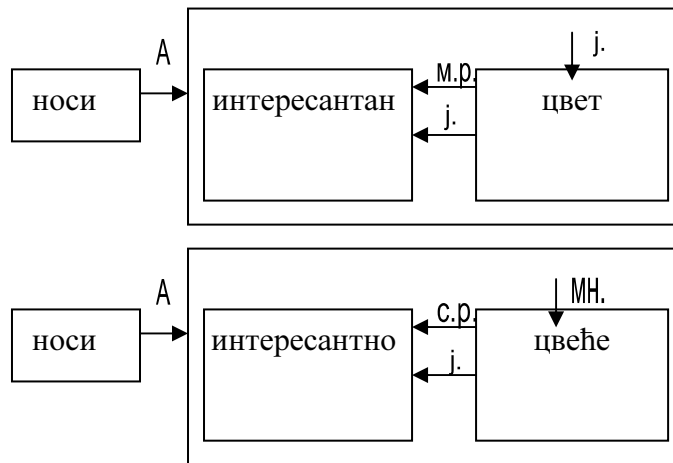 А
ј.
м.р.
носи
интересантан
цвет
ј.
А
мн.
с.р.
носи
интересантно
цвеће
ј.